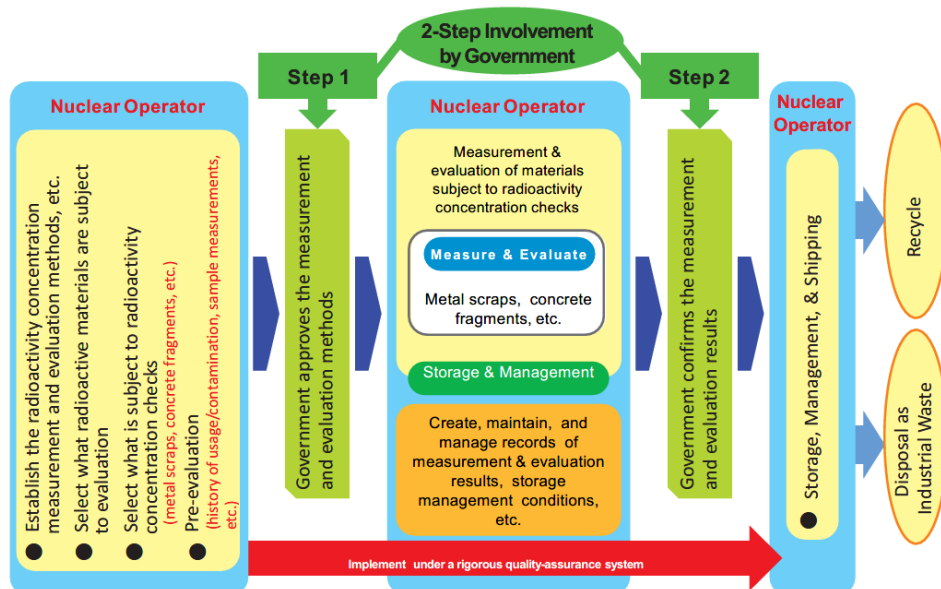 2-Step Involvement
by Government
Step 1
Step 2
Nuclear Operator
● Establish the radioactivity concentration
measurement and evaluation methods, etc.
● Select what radioactive materials are subject
to evaluation
● Select what is subject to radioactivity
concentration checks
(metal scraps, concrete fragments, etc.)
● Pre-evaluation
(history of usage/contamination, sample measurements,
etc.)
Government approves the measurement
and evaluation methods
Nuclear Operator
Measurement &
evaluation of materials
subject to radioactivity
concentration checks
Measure & Evaluate
Metal scraps, concrete
fragments, etc.
Storage & Management
Create, maintain, and
manage records of
measurement & evaluation
results, storage
management conditions,
etc.
Government confirms the measurement
and evaluation results
Nuclear
Operator
● Storage, Management, & Shipping
Recycle
Disposal as
Industrial Waste
Implement under a rigorous quality-assurance system